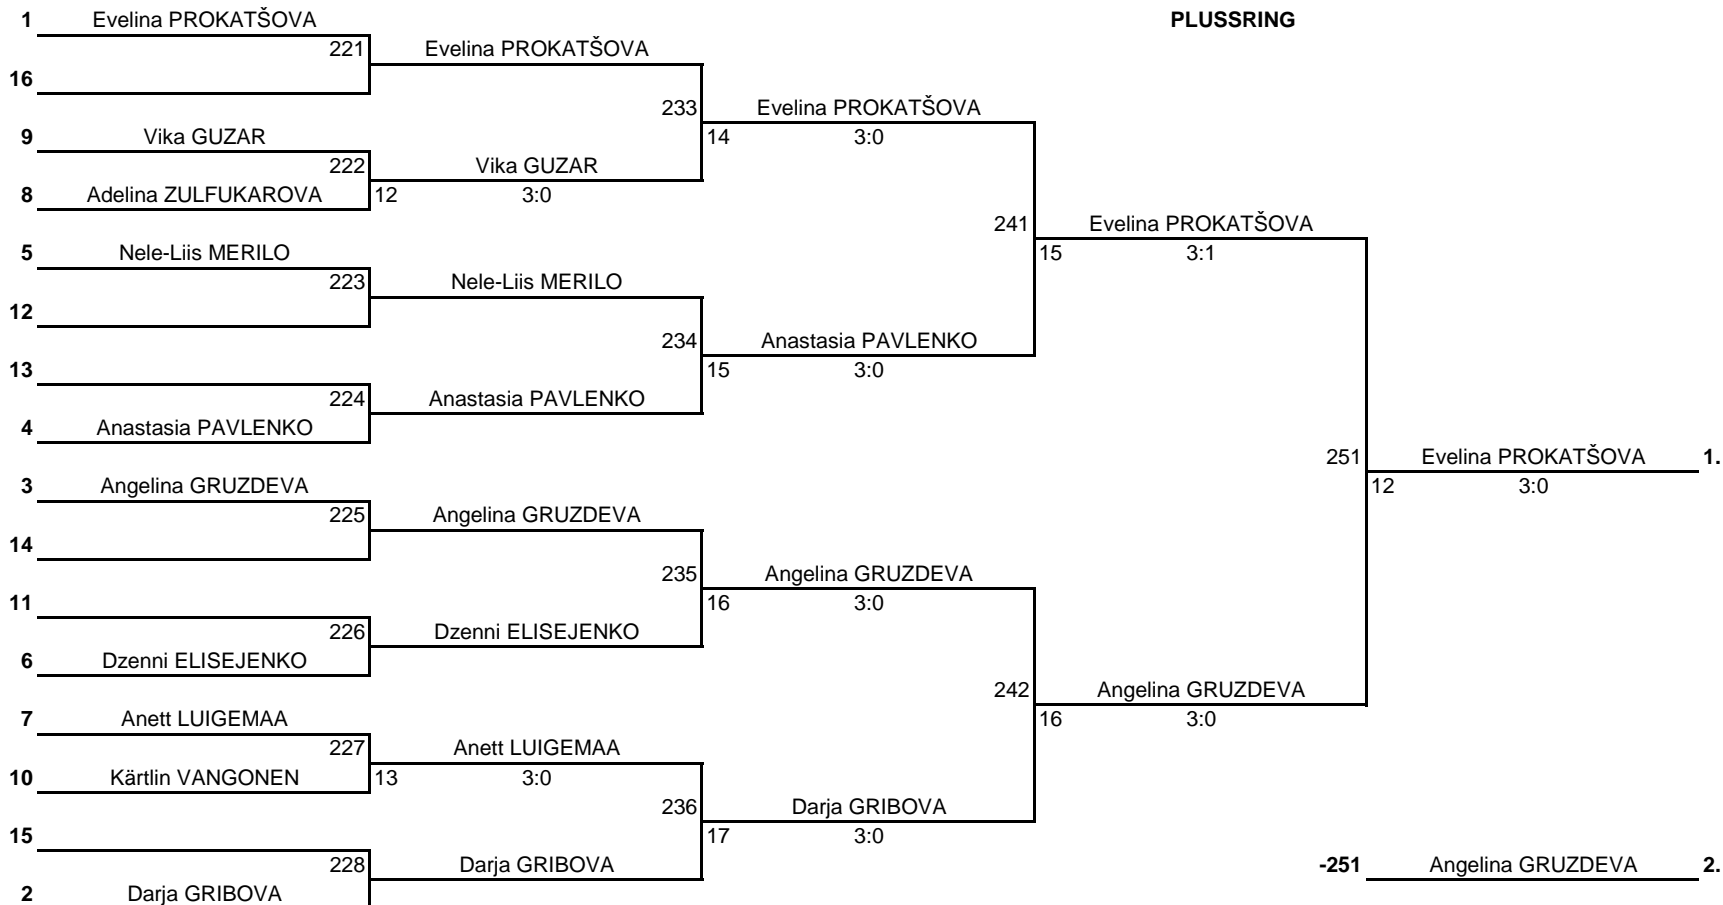 1 Evelina PROKATŠOVA PLUSSRING
221 Evelina PROKATŠOVA
16
233 Evelina PROKATŠOVA
9 Vika GUZAR 14 3:0
222 Vika GUZAR
8 Adelina ZULFUKAROVA 12 3:0
241 Evelina PROKATŠOVA
5 Nele-Liis MERILO 15 3:1
223 Nele-Liis MERILO
12
234 Anastasia PAVLENKO
13 15 3:0
224 Anastasia PAVLENKO
4 Anastasia PAVLENKO
251 Evelina PROKATŠOVA 1.
3 Angelina GRUZDEVA 12 3:0
225 Angelina GRUZDEVA
14
235 Angelina GRUZDEVA
11 16 3:0
226 Dzenni ELISEJENKO
6 Dzenni ELISEJENKO
242 Angelina GRUZDEVA
7 Anett LUIGEMAA 16 3:0
227 Anett LUIGEMAA
10 Kärtlin VANGONEN 13 3:0
236 Darja GRIBOVA
15 17 3:0
228 Darja GRIBOVA -251 Angelina GRUZDEVA 2.
2 Darja GRIBOVA